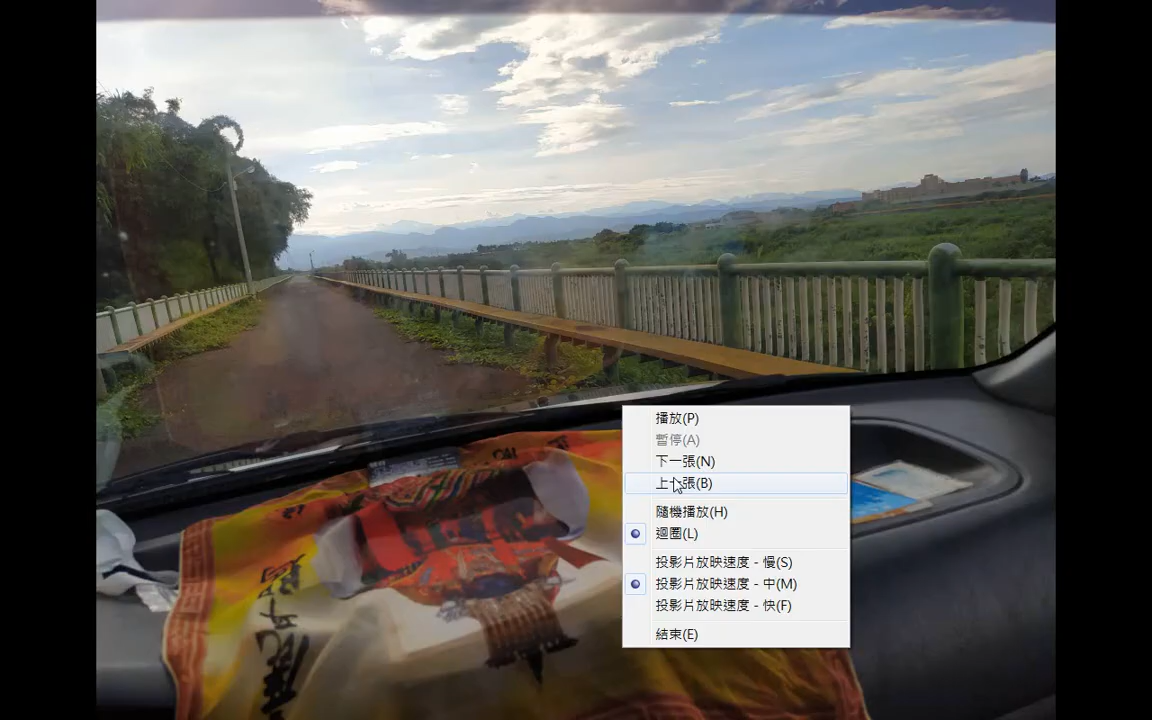 播放(P)
暫停(A)
下一張(N)
上一張(B)
隨機播放(H)
迴圈(L)
投影片放映速度 - 慢(S)
投影片放映速度 - 中(M)
投影片放映速度 - 快(F)
結束(E)